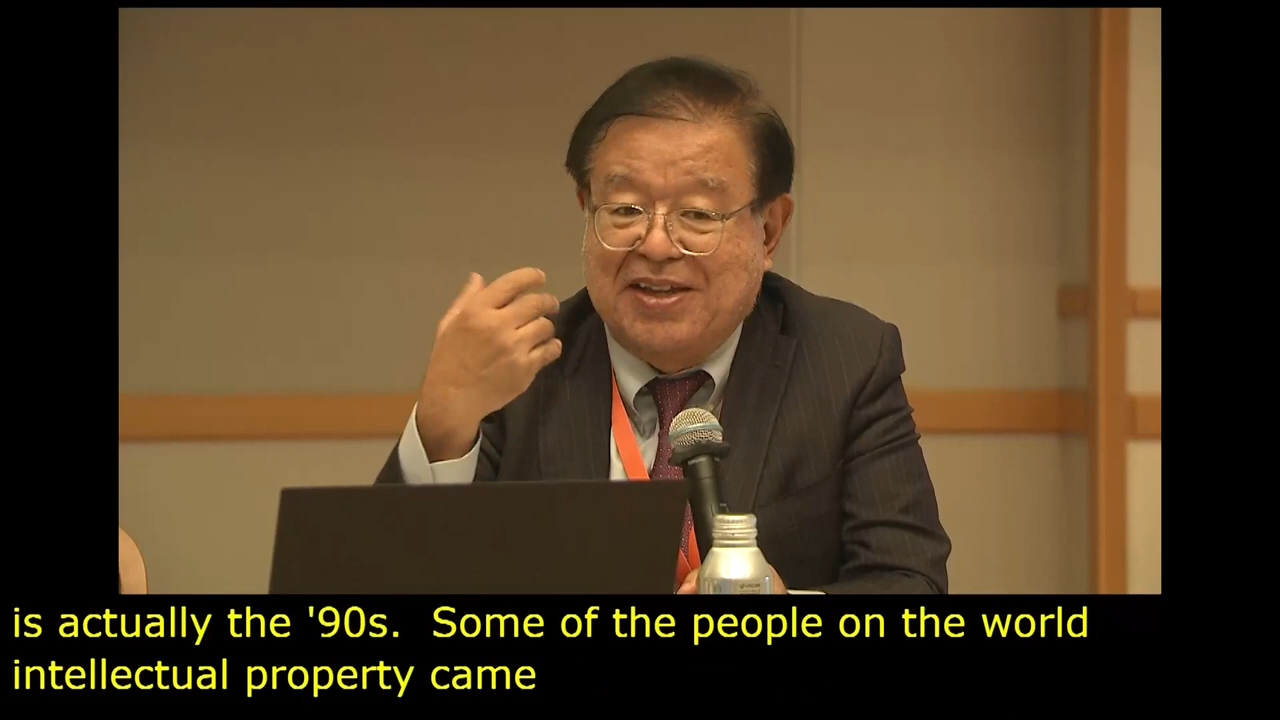 is actually the '90s.  Some of the people on the world
intellectual property came